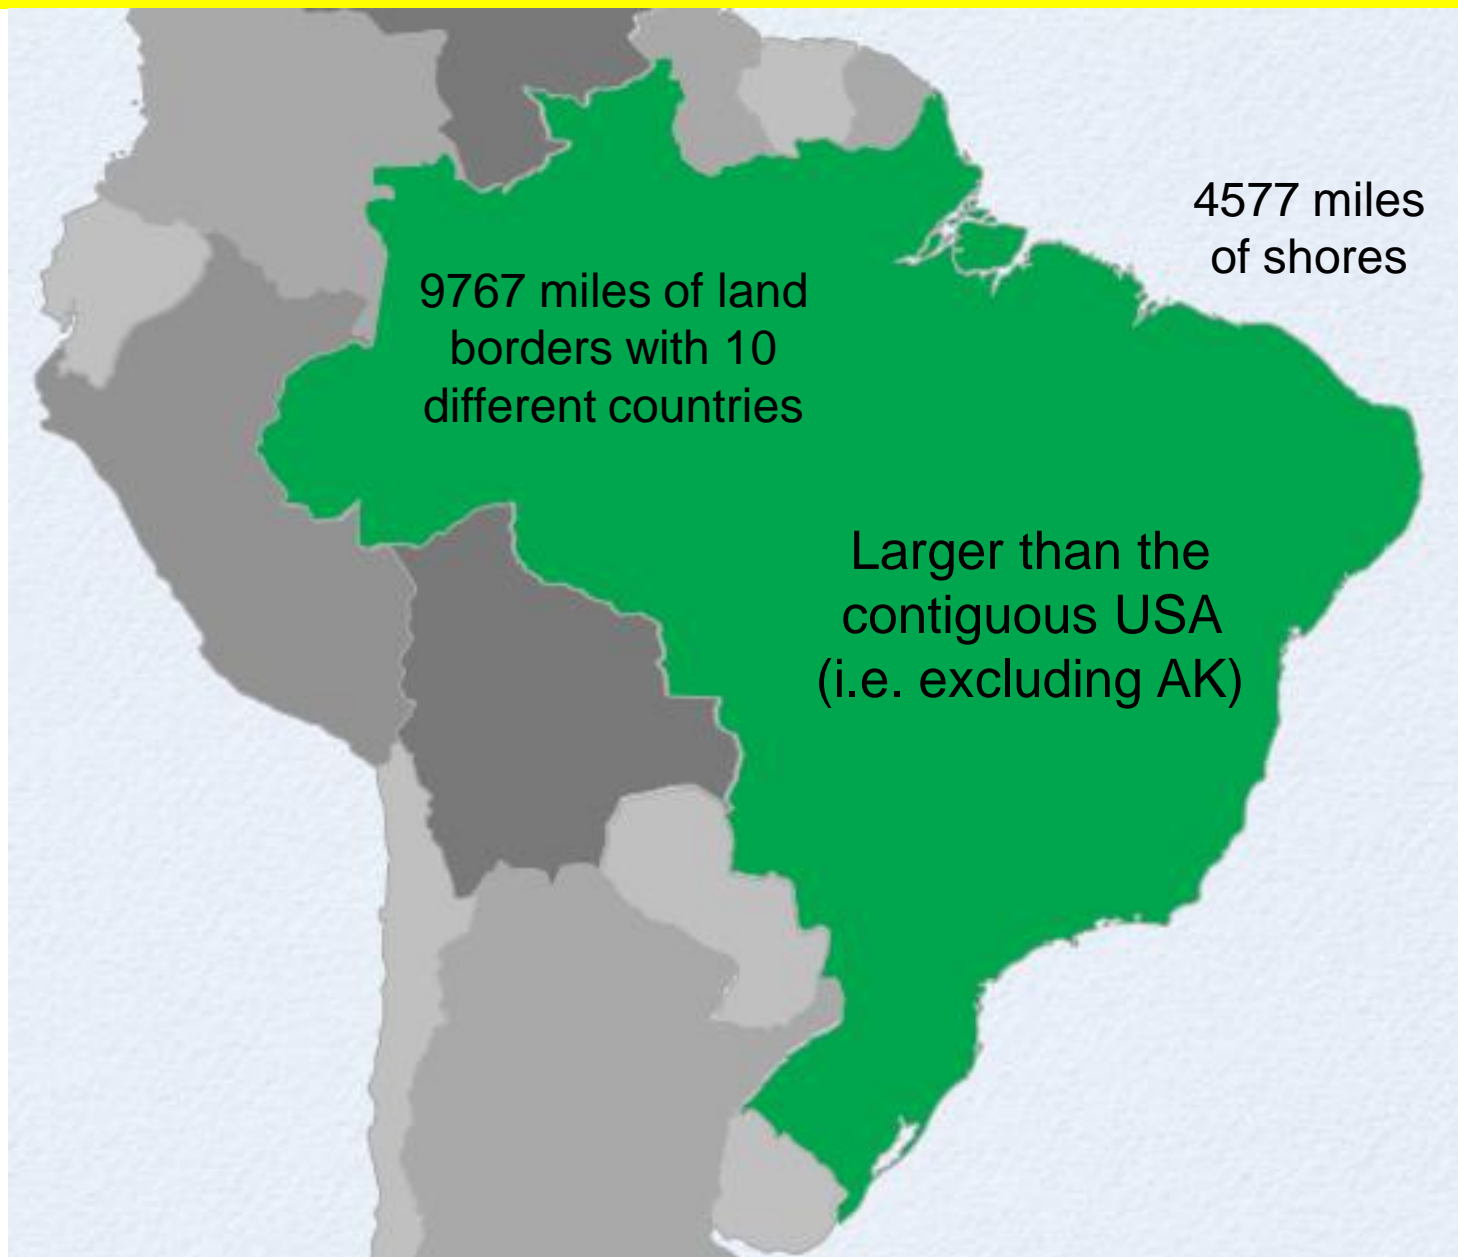 4577 miles
of shores
9767 miles of land
borders with 10
different countries
Larger than the
contiguous USA
(i.e. excluding AK)